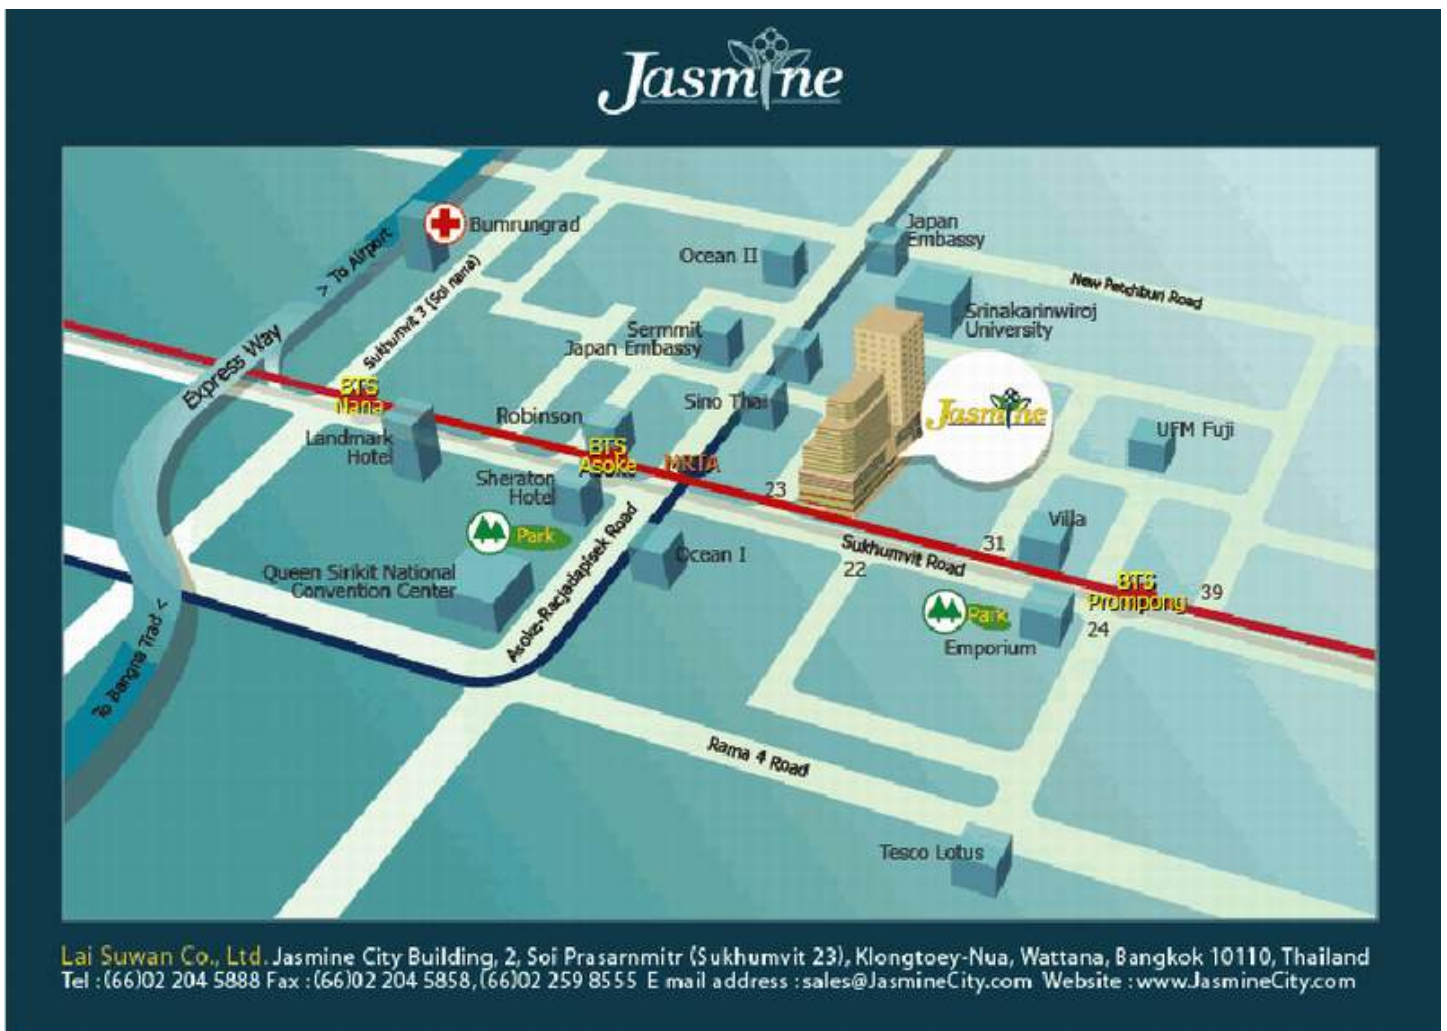 Jasmine
Bumrungrad
> To Airport
Ocean II
Japan
Embassy
New Petchburi Road
Sukhumvit 3 (Soi nana)
Srinakarinwiroj
University
Sermmit
Japan Embassy
Express Way
BTS
Nana
Robinson
Sino Thai
Jasmine
UFM Fuji
Landmark
Hotel
BTS
Asoke
MRTA
Sheraton
Hotel
23
Park
Villa
31
Sukhumvit Road
22
Ocean I
Asoke-Racjadapisek Road
Queen Sirikit National
Convention Center
BTS
Prompong
39
Park
24
Emporium
To Bangna Trad <
Rama 4 Road
Tesco Lotus
Lai Suwan Co., Ltd. Jasmine City Building, 2, Soi Prasarnmitr (Sukhumvit 23), Klongtoey-Nua, Wattana, Bangkok 10110, Thailand
Tel :(66)02 204 5888 Fax :(66)02 204 5858,(66)02 259 8555 E mail address :sales@JasmineCity.com Website :www.JasmineCity.com